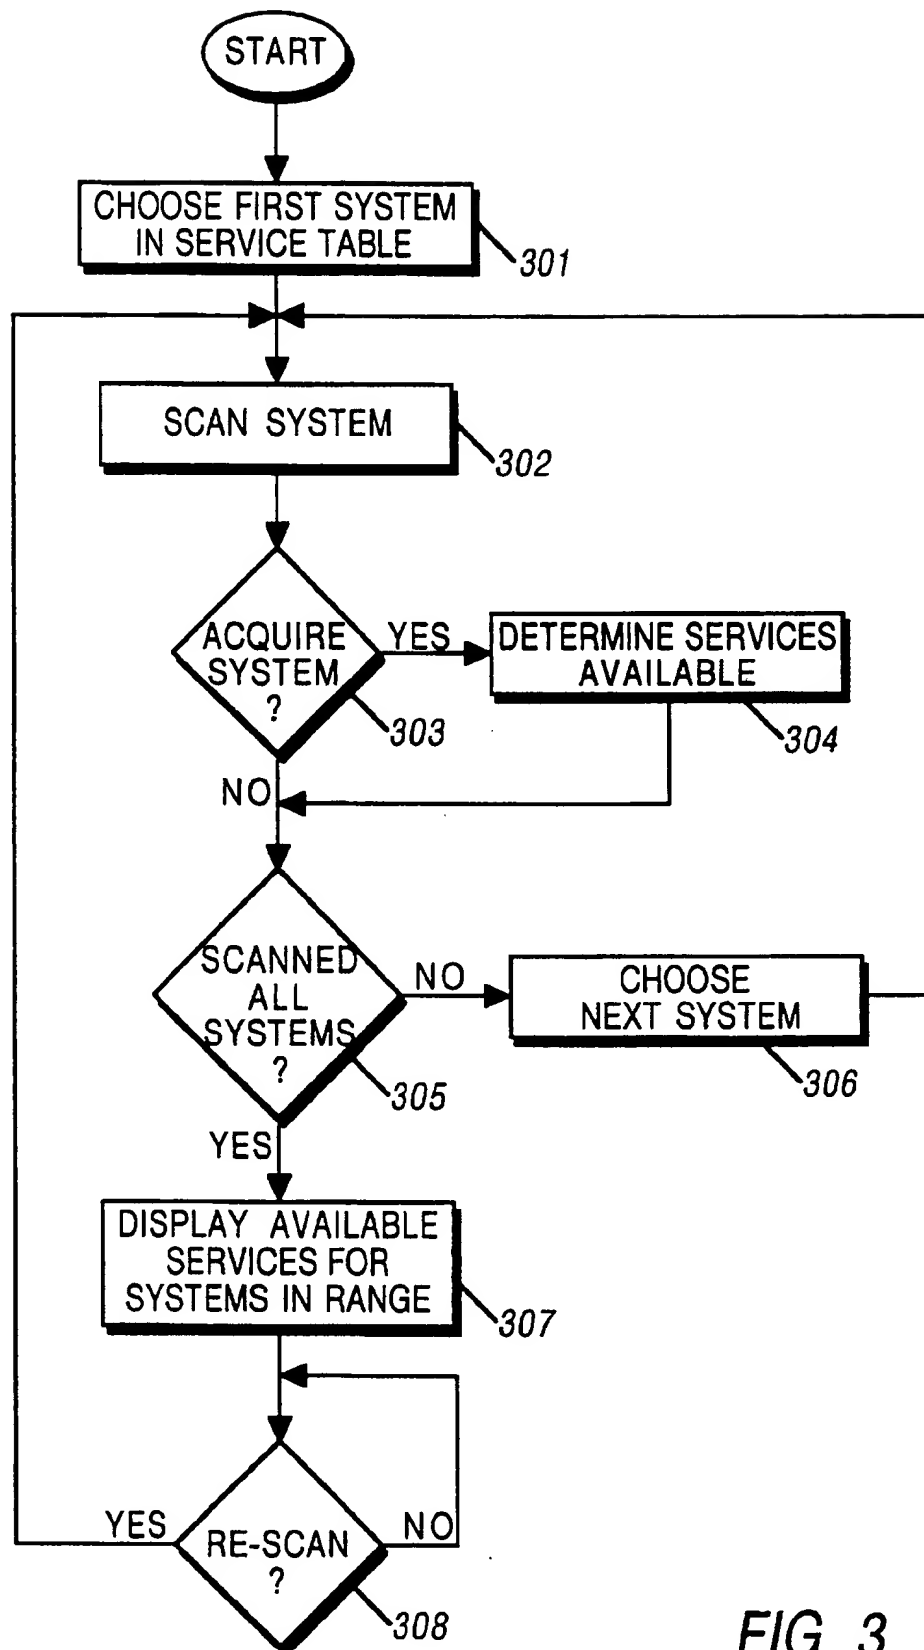 START
CHOOSE FIRST SYSTEM
IN SERVICE TABLE
301
SCAN SYSTEM
302
ACQUIRE
SYSTEM
?
303
YES
DETERMINE SERVICES
AVAILABLE
304
NO
SCANNED
ALL
SYSTEMS
?
305
NO
CHOOSE
NEXT SYSTEM
306
YES
DISPLAY AVAILABLE
SERVICES FOR
SYSTEMS IN RANGE
307
YES
RE-SCAN
?
NO
308
FIG. 3